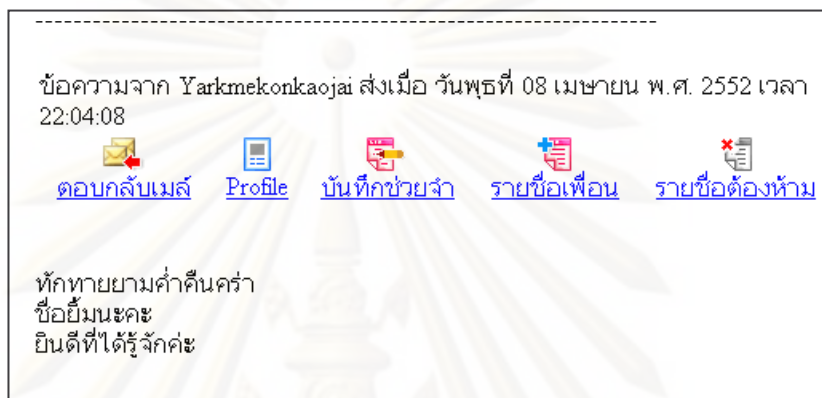 ข้อความจาก Yarkmekonkaojai ส่งเมื่อ วันพุธที่ 08 เมษายน พ.ศ. 2552 เวลา
22:04:08
ตอบกลับเมล์ Profile บันทึกช่วยจำ รายชื่อเพื่อน รายชื่อต้องห้าม
ทักทายยามค่ำคืนคร่า
ชื่อยิ้มนะคะ
ยินดีที่ได้รู้จักค่ะ